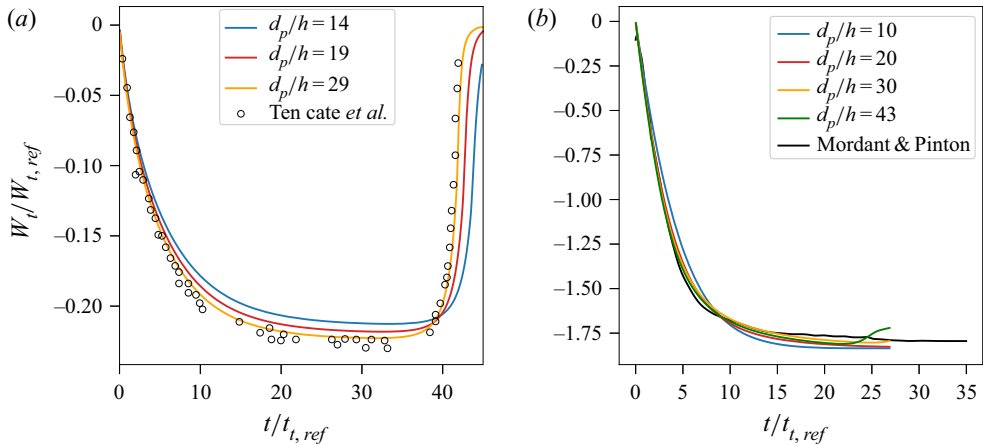 (a)
0
–0.05
–0.10
–0.15
–0.20
W_t/W_{t, ref}
d_p/h = 14
d_p/h = 19
d_p/h = 29
Ten cate et al.
0 10 20 30 40
t/t_{t, ref}
(b)
0
–0.25
–0.50
–0.75
–1.00
–1.25
–1.50
–1.75
d_p/h = 10
d_p/h = 20
d_p/h = 30
d_p/h = 43
Mordant & Pinton
0 5 10 15 20 25 30 35
t/t_{t, ref}